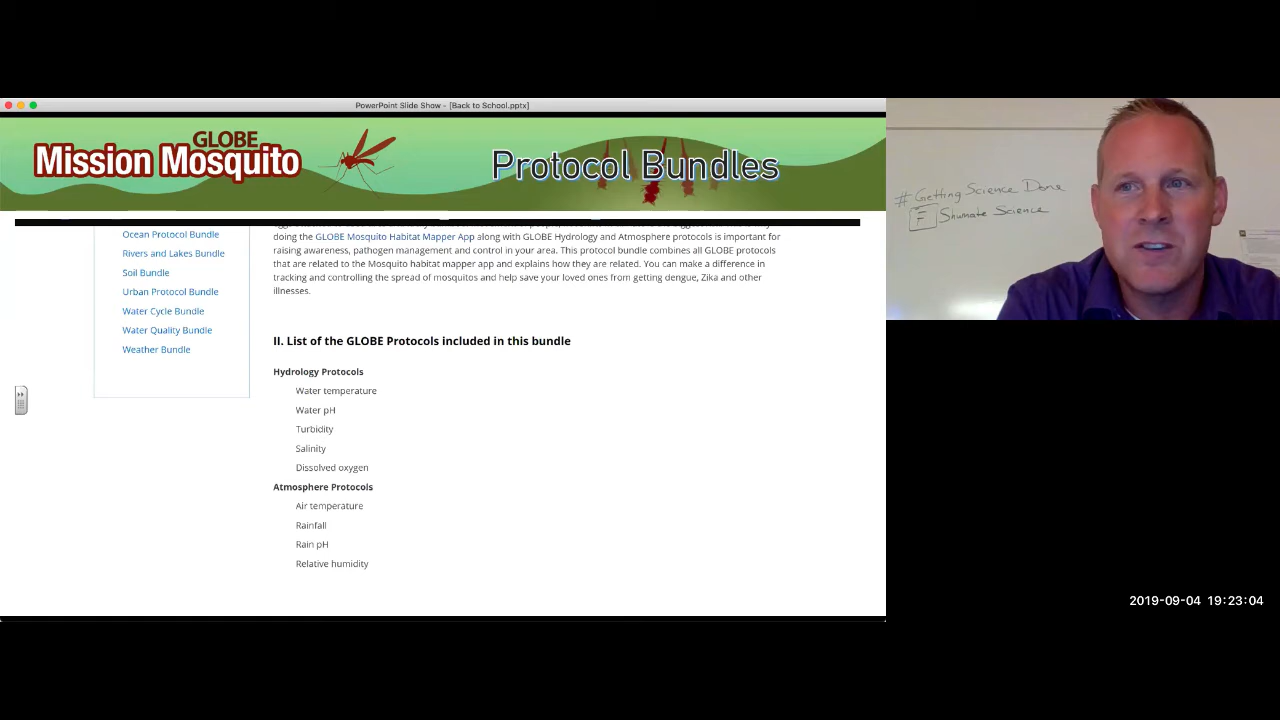 PowerPoint Slide Show - [Back to School.pptx]
GLOBE
Mission Mosquito
Protocol Bundles
Ocean Protocol Bundle
Rivers and Lakes Bundle
Soil Bundle
Urban Protocol Bundle
Water Cycle Bundle
Water Quality Bundle
Weather Bundle
doing the GLOBE Mosquito Habitat Mapper App along with GLOBE Hydrology and Atmosphere protocols is important for
raising awareness, pathogen management and control in your area. This protocol bundle combines all GLOBE protocols
that are related to the Mosquito habitat mapper app and explains how they are related. You can make a difference in
tracking and controlling the spread of mosquitos and help save your loved ones from getting dengue, Zika and other
illnesses.
II. List of the GLOBE Protocols included in this bundle
Hydrology Protocols
Water temperature
Water pH
Turbidity
Salinity
Dissolved oxygen
Atmosphere Protocols
Air temperature
Rainfall
Rain pH
Relative humidity
# Getting Science Done
F Shumate Science
2019-09-04 19:23:04